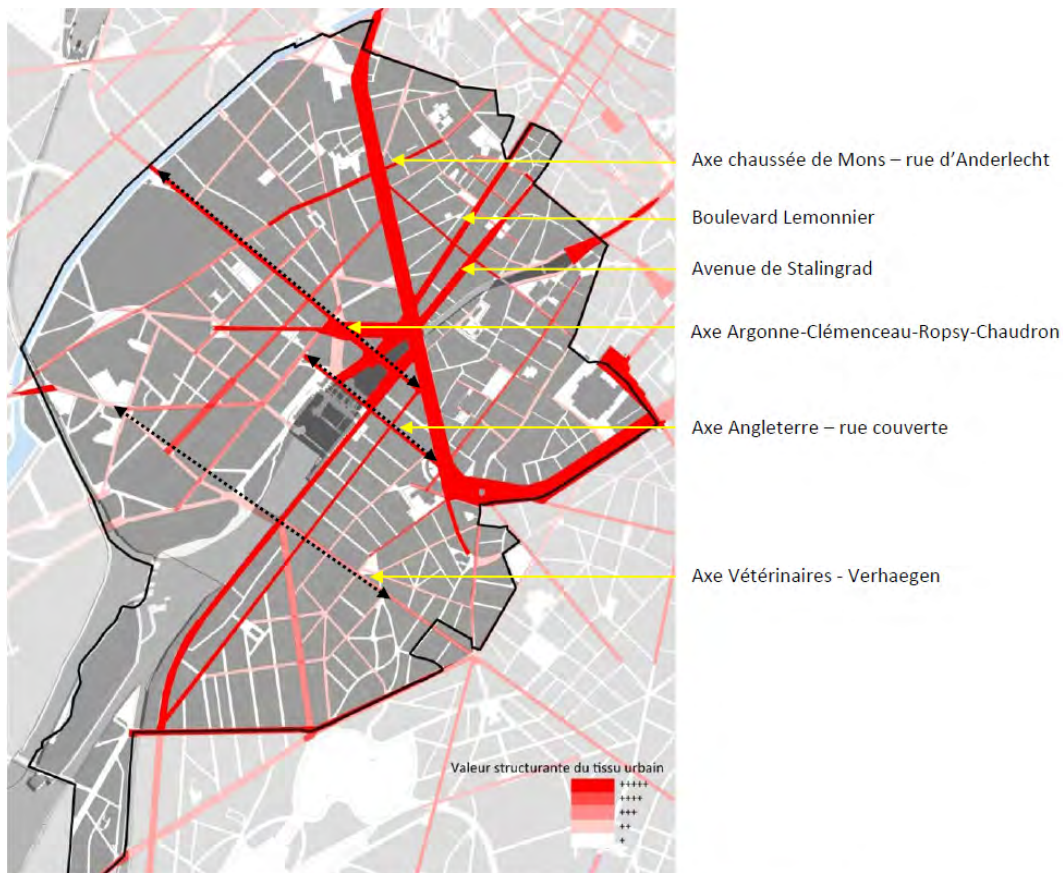 Axe chaussée de Mons – rue d’Anderlecht
Boulevard Lemonnier
Avenue de Stalingrad
Axe Argonne-Clémenceau-Ropsy-Chaudron
Axe Angleterre – rue couverte
Axe Vétérinaires - Verhaegen
Valeur structurante du tissu urbain
+++++
++++
+++
++
+